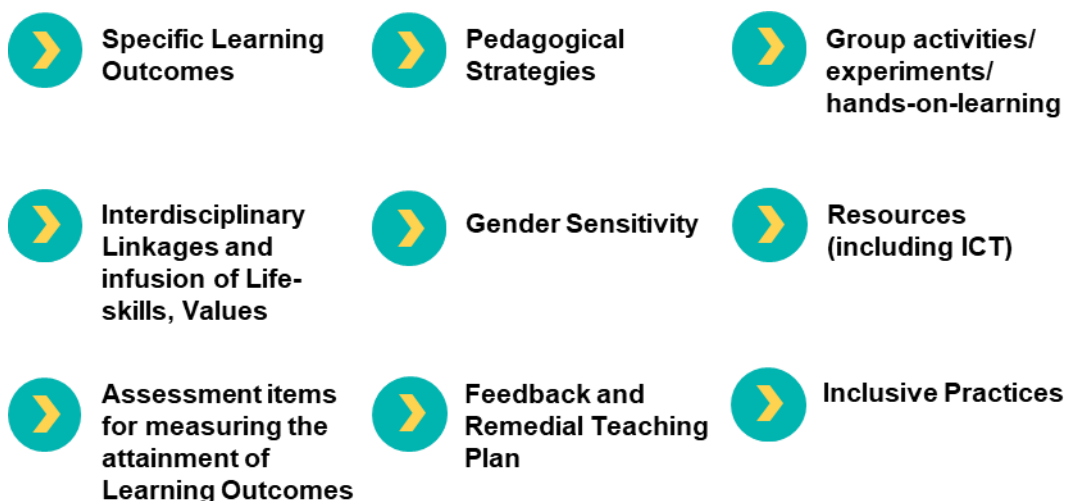 Specific Learning
Outcomes
Pedagogical
Strategies
Group activities/
experiments/
hands-on-learning
Interdisciplinary
Linkages and
infusion of Life-
skills, Values
Gender Sensitivity
Resources
(including ICT)
Assessment items
for measuring the
attainment of
Learning Outcomes
Feedback and
Remedial Teaching
Plan
Inclusive Practices